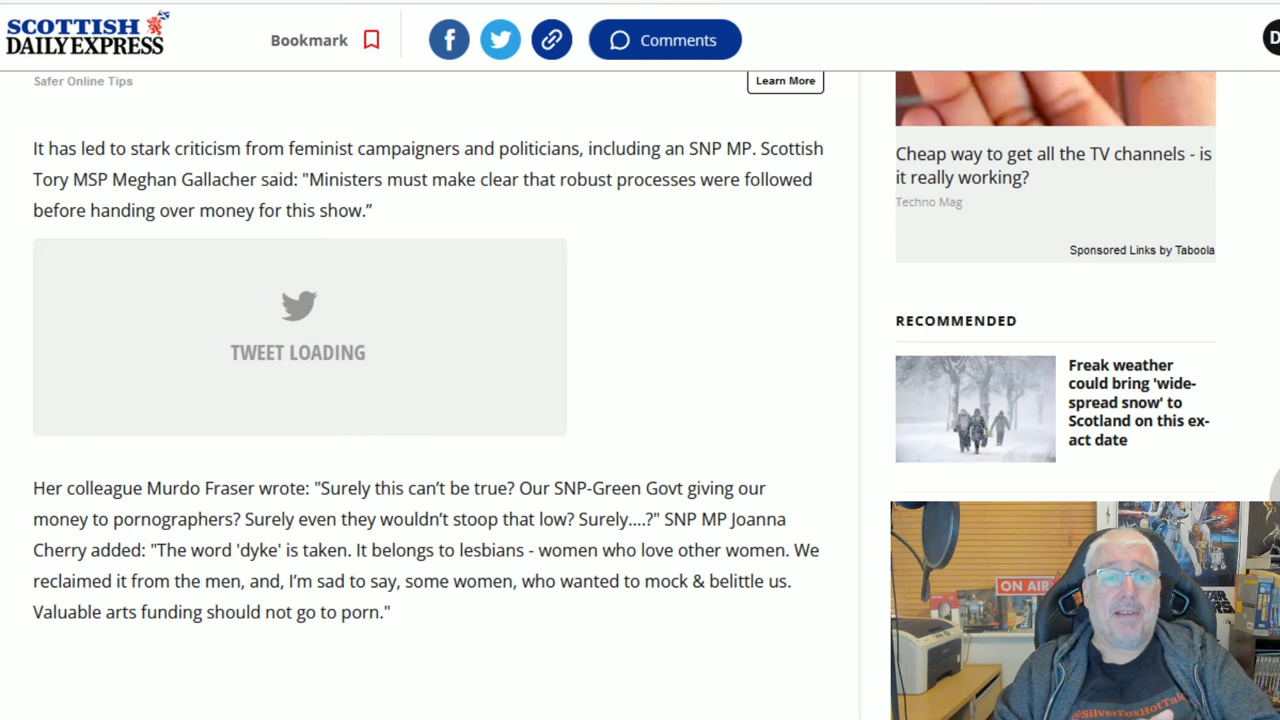 SCOTTISH
DAILY EXPRESS
Bookmark
Comments
D
Safer Online Tips
Learn More
It has led to stark criticism from feminist campaigners and politicians, including an SNP MP. Scottish
Tory MSP Meghan Gallacher said: "Ministers must make clear that robust processes were followed
before handing over money for this show.”
TWEET LOADING
Her colleague Murdo Fraser wrote: "Surely this can’t be true? Our SNP-Green Govt giving our
money to pornographers? Surely even they wouldn’t stoop that low? Surely....?" SNP MP Joanna
Cherry added: "The word 'dyke' is taken. It belongs to lesbians - women who love other women. We
reclaimed it from the men, and, I’m sad to say, some women, who wanted to mock & belittle us.
Valuable arts funding should not go to porn."
Cheap way to get all the TV channels - is
it really working?
Techno Mag
Sponsored Links by Taboola
RECOMMENDED
Freak weather
could bring 'wide-
spread snow' to
Scotland on this ex-
act date
ON AIR
@SilverFoxHotTak